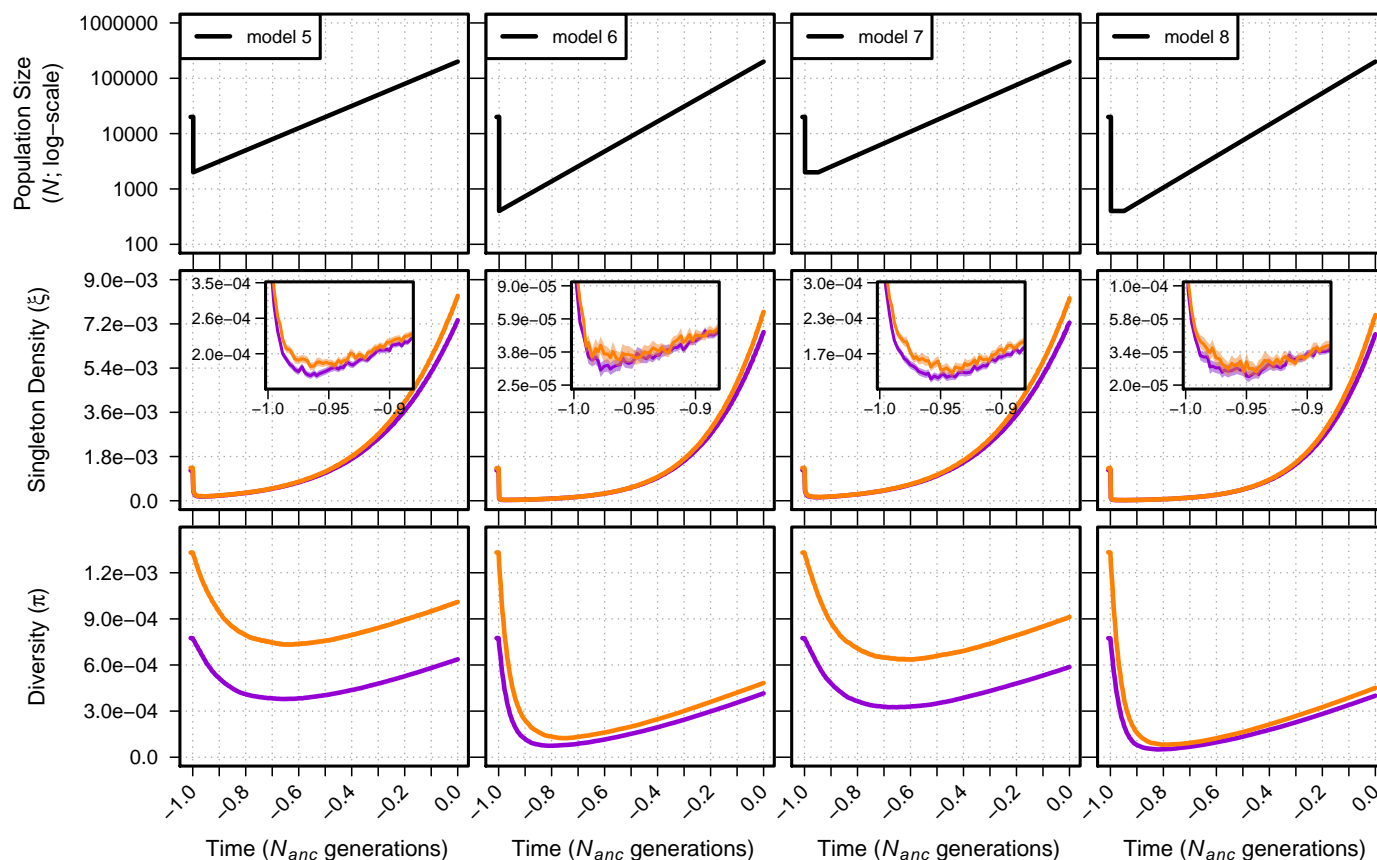 model 5
model 6
model 7
model 8
Population Size
(N; log−scale)
1000000
100000
10000
1000
100
Singleton Density (ξ)
9.0e−03
7.2e−03
5.4e−03
3.6e−03
1.8e−03
0.0
3.5e−04
2.6e−04
2.0e−04
−1.0 −0.95 −0.9
9.0e−05
5.9e−05
3.8e−05
2.5e−05
−1.0 −0.95 −0.9
3.0e−04
2.3e−04
1.7e−04
−1.0 −0.95 −0.9
1.0e−04
5.8e−05
3.4e−05
2.0e−05
−1.0 −0.95 −0.9
Diversity (π)
1.2e−03
9.0e−04
6.0e−04
3.0e−04
0.0
−1.0 −0.8 −0.6 −0.4 −0.2 0.0
−1.0 −0.8 −0.6 −0.4 −0.2 0.0
−1.0 −0.8 −0.6 −0.4 −0.2 0.0
−1.0 −0.8 −0.6 −0.4 −0.2 0.0
Time (Nanc generations)
Time (Nanc generations)
Time (Nanc generations)
Time (Nanc generations)